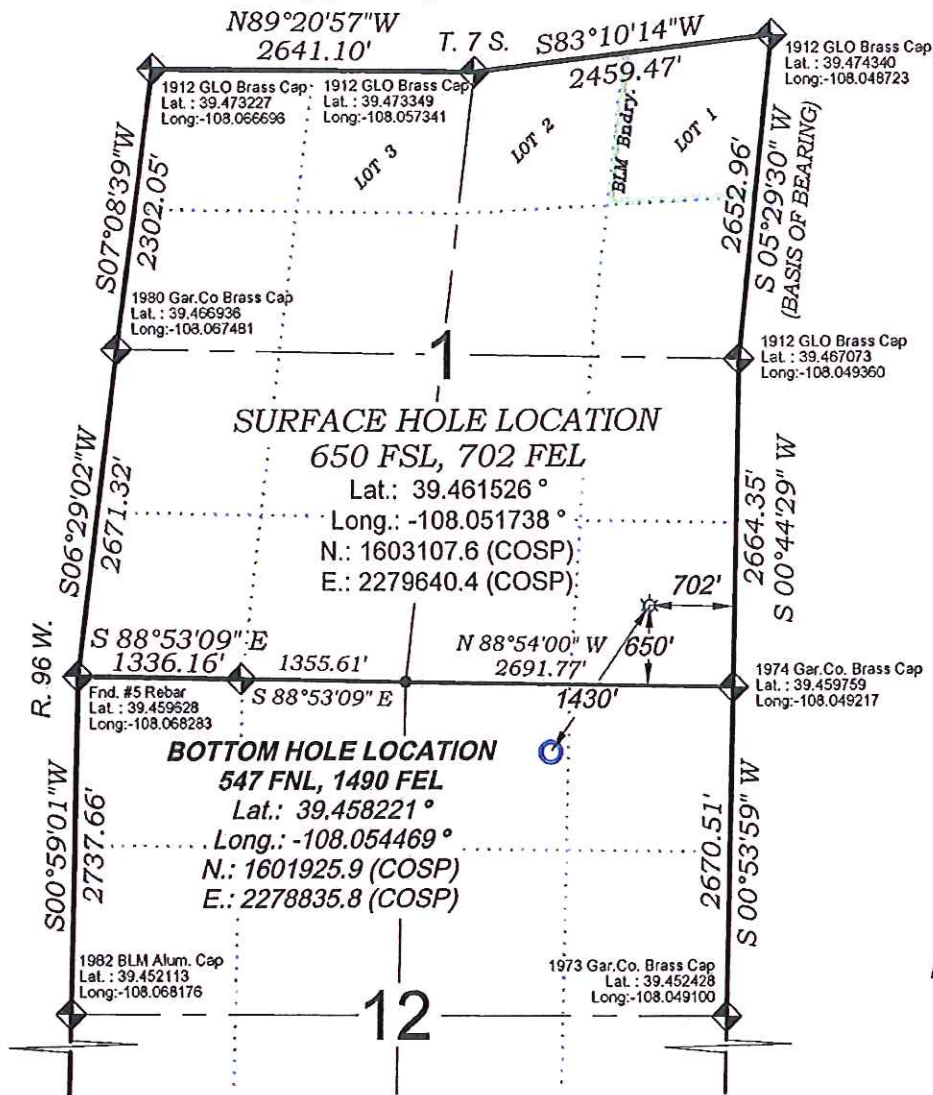 N89°20'57"W
2641.10'
T. 7 S.
S83°10'14"W
2459.47'
1912 GLO Brass Cap
Lat. : 39.474340
Long:-108.048723
1912 GLO Brass Cap
Lat. : 39.473227
Long:-108.066696
1912 GLO Brass Cap
Lat. : 39.473349
Long:-108.057341
LOT 3
LOT 2
BLM Bndry.
LOT 1
S07°08'39"W
2302.05'
2652.96'
S 05°29'30" W
(BASIS OF BEARING)
1980 Gar.Co Brass Cap
Lat. : 39.466936
Long:-108.067481
1
1912 GLO Brass Cap
Lat. : 39.467073
Long:-108.049360
SURFACE HOLE LOCATION
650 FSL, 702 FEL
Lat.: 39.461526 °
Long.: -108.051738 °
N.: 1603107.6 (COSP)
E.: 2279640.4 (COSP)
S06°29'02"W
2671.32'
2664.35'
S 00°44'29" W
702'
650'
R. 96 W.
S 88°53'09" E
1336.16'
1355.61'
S 88°53'09" E
N 88°54'00" W
2691.77'
1430'
Fnd. #5 Rebar
Lat. : 39.459628
Long:-108.068283
1974 Gar.Co. Brass Cap
Lat. : 39.459759
Long:-108.049217
BOTTOM HOLE LOCATION
547 FNL, 1490 FEL
Lat.: 39.458221 °
Long.: -108.054469 °
N.: 1601925.9 (COSP)
E.: 2278835.8 (COSP)
S00°59'01"W
2737.66'
2670.51'
S 00°53'59" W
1982 BLM Alum. Cap
Lat. : 39.452113
Long:-108.068176
1973 Gar.Co. Brass Cap
Lat. : 39.452428
Long:-108.049100
12